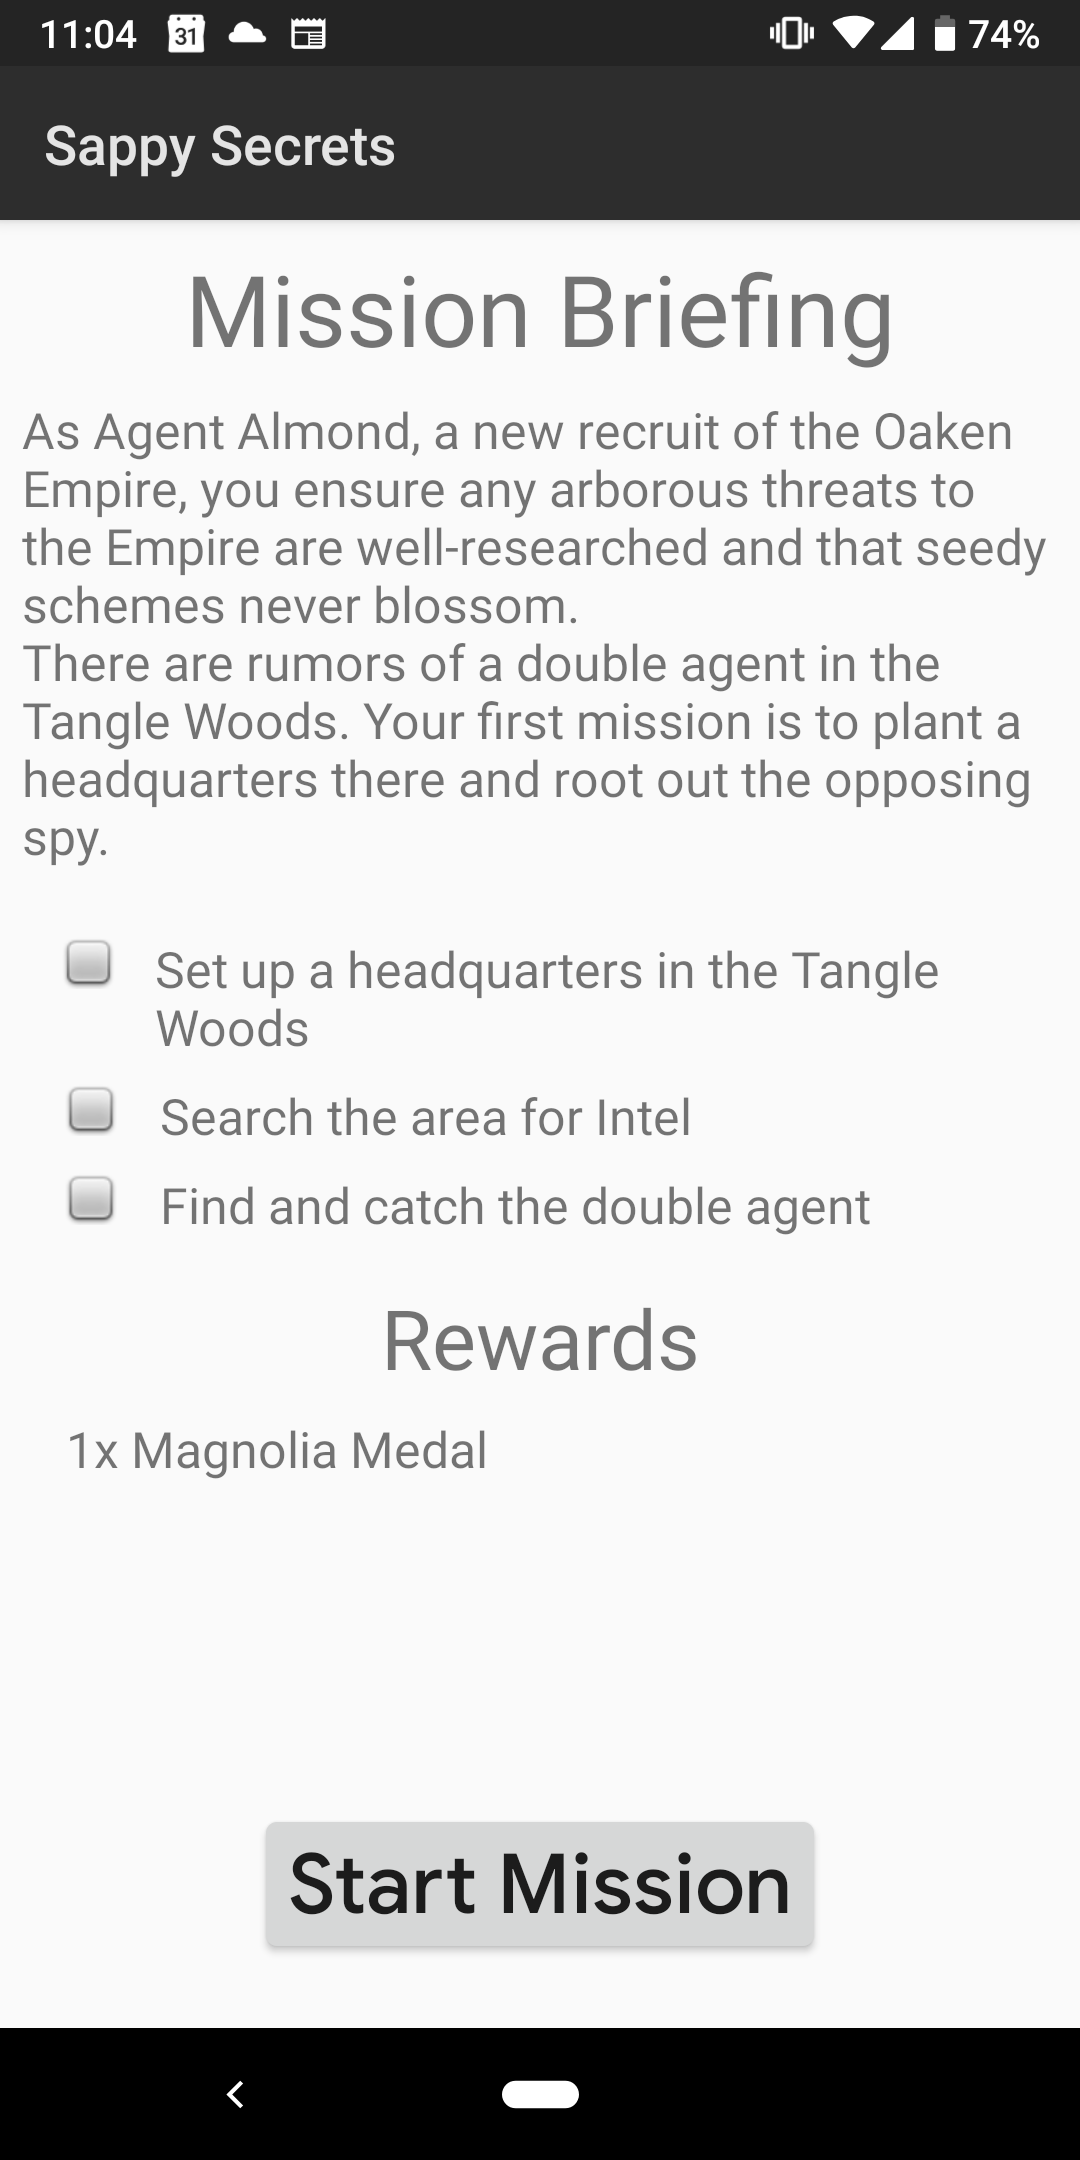 11:04 31 74%
Sappy Secrets
Mission Briefing
As Agent Almond, a new recruit of the Oaken
Empire, you ensure any arborous threats to
the Empire are well-researched and that seedy
schemes never blossom.
There are rumors of a double agent in the
Tangle Woods. Your first mission is to plant a
headquarters there and root out the opposing
spy.
Set up a headquarters in the Tangle
Woods
Search the area for Intel
Find and catch the double agent
Rewards
1x Magnolia Medal
Start Mission